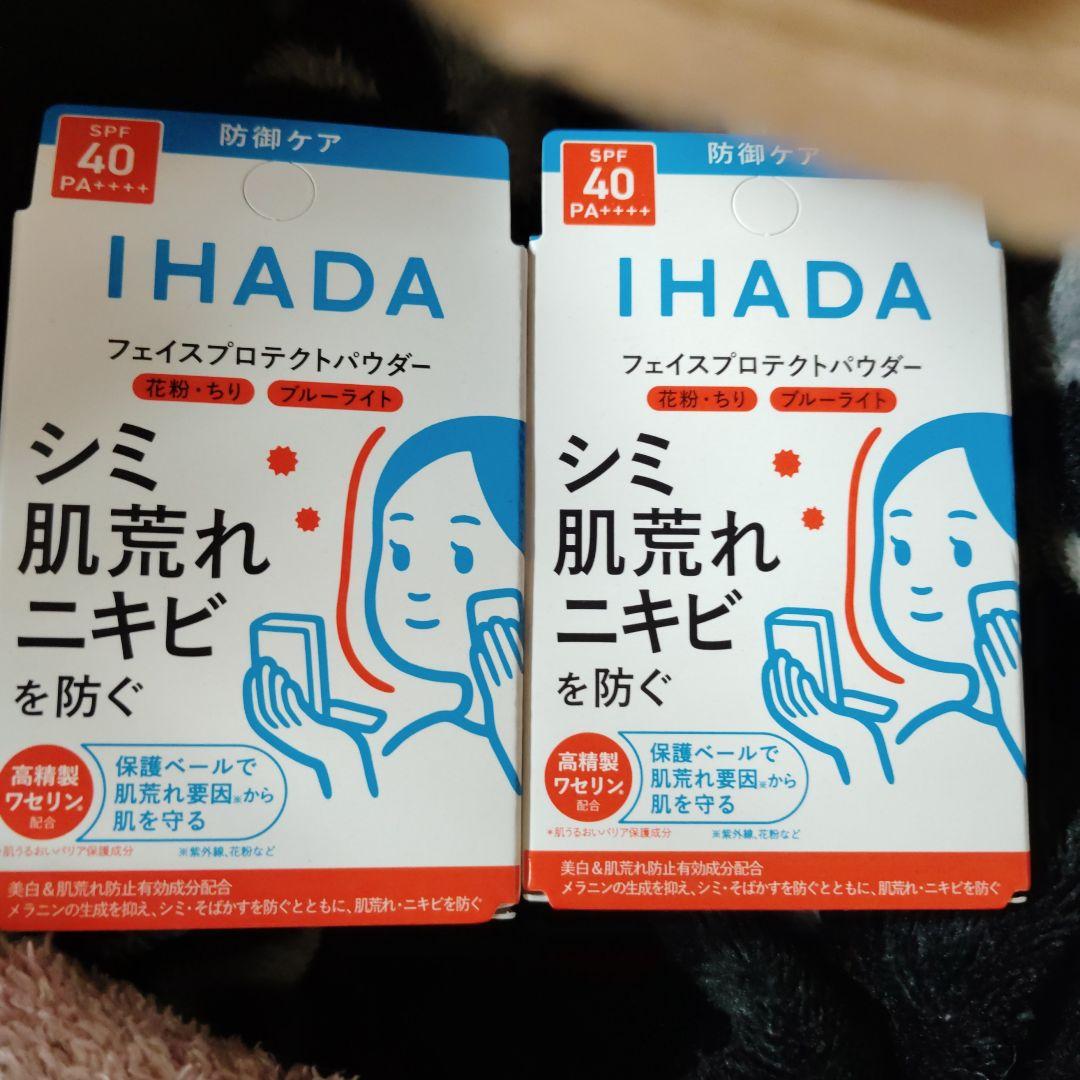 SPF
40
PA++++
防御ケア
IHADA
フェイスプロテクトパウダー
花粉・ちり
ブルーライト
シミ
肌荒れ
ニキビ
を防ぐ
高精製
ワセリン*
配合
保護ベールで
肌荒れ要因※から
肌を守る
*肌うるおいバリア保護成分
※紫外線、花粉など
美白&肌荒れ防止有効成分配合
メラニンの生成を抑え、シミ・そばかすを防ぐとともに、肌荒れ・ニキビを防ぐ
SPF
40
PA++++
防御ケア
IHADA
フェイスプロテクトパウダー
花粉・ちり
ブルーライト
シミ
肌荒れ
ニキビ
を防ぐ
高精製
ワセリン*
配合
保護ベールで
肌荒れ要因※から
肌を守る
*肌うるおいバリア保護成分
※紫外線、花粉など
美白&肌荒れ防止有効成分配合
メラニンの生成を抑え、シミ・そばかすを防ぐとともに、肌荒れ・ニキビを防ぐ